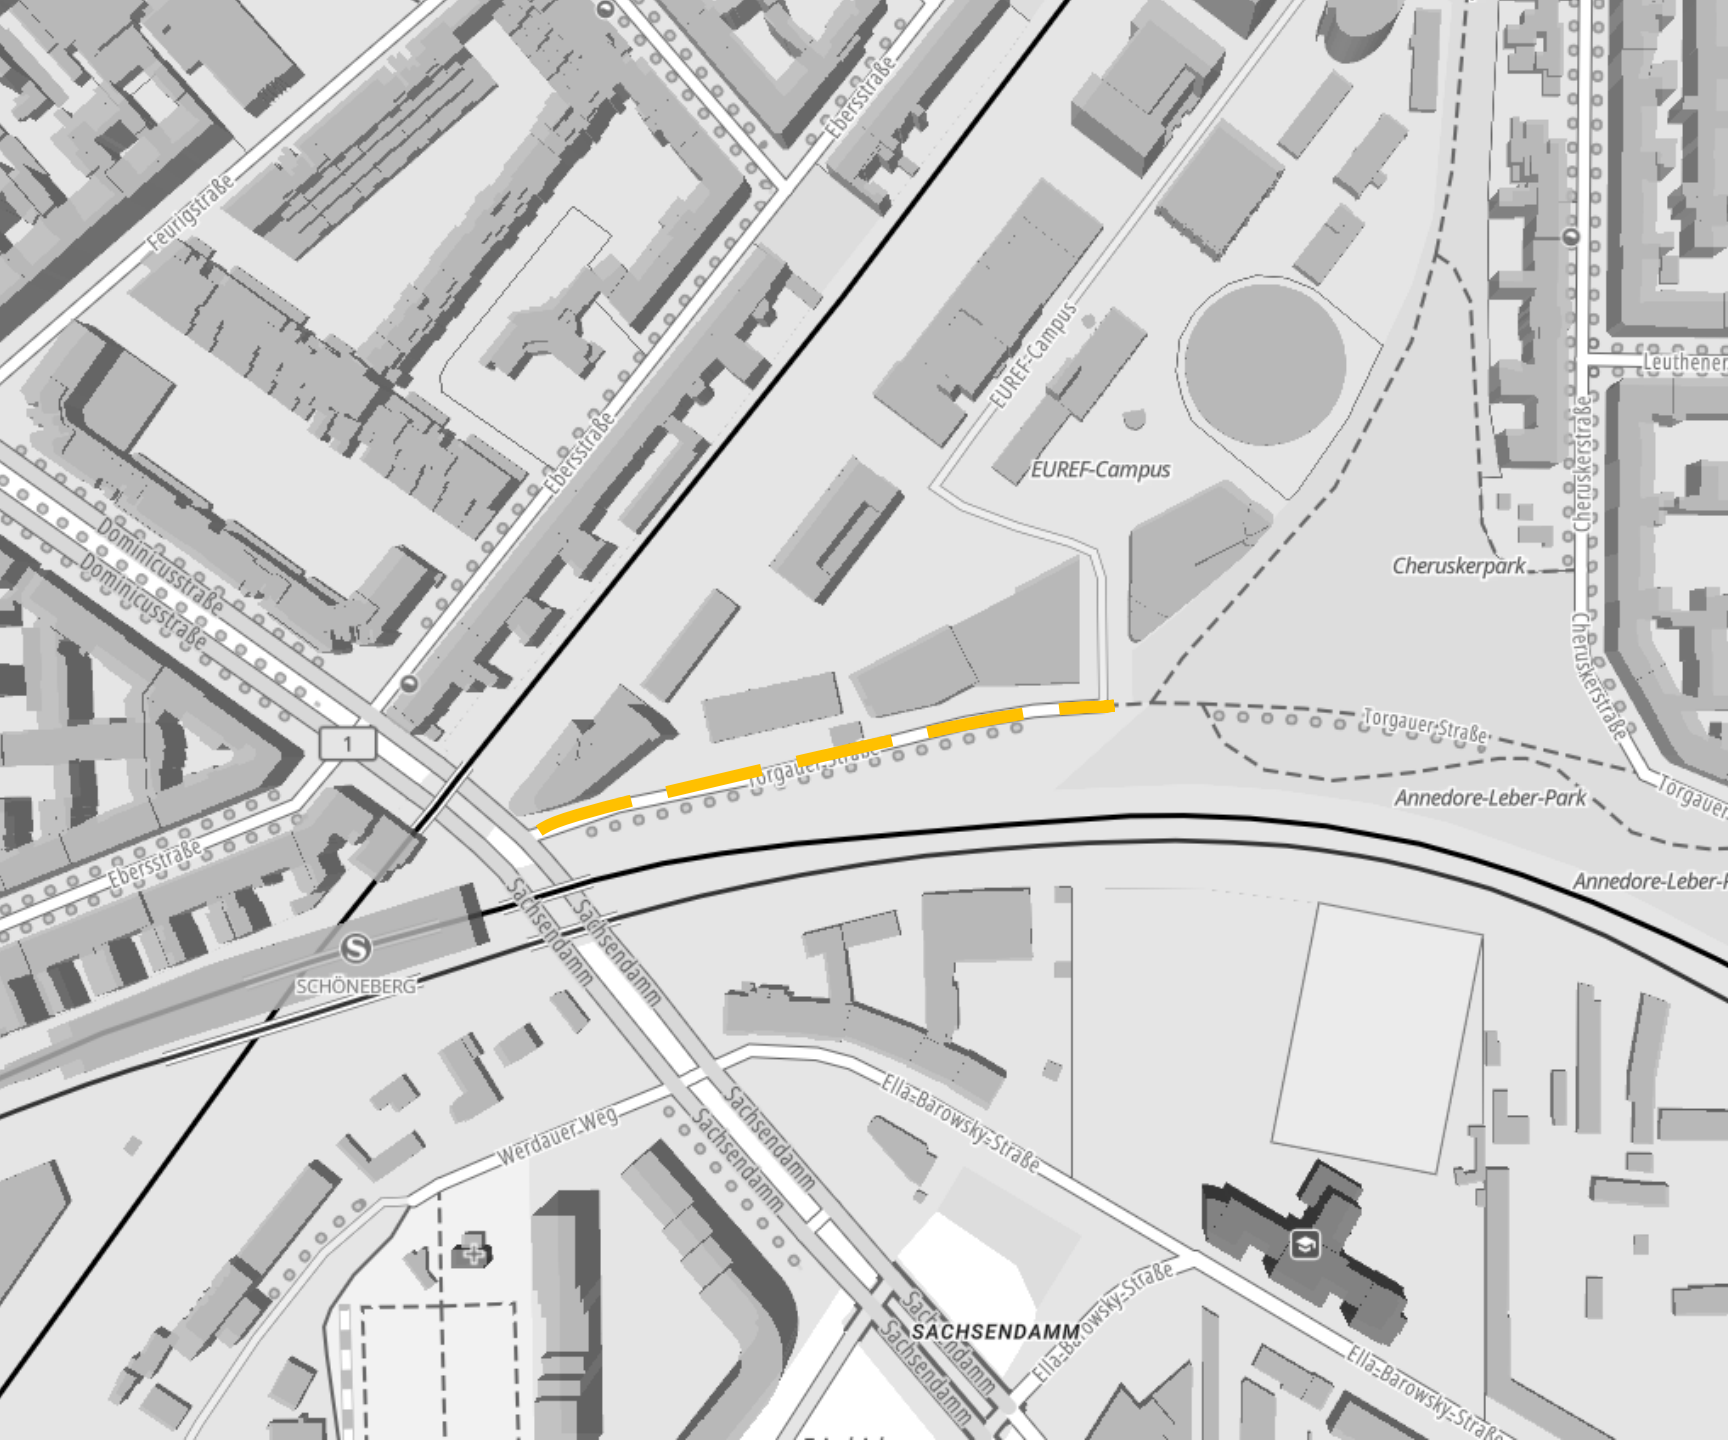 Ebersstraße
Feurigstraße
EUREF-Campus
Leuthener
Ebersstraße
Cheruskerstraße
EUREF-Campus
Dominicusstraße
Dominicusstraße
Cheruskerpark
Cheruskerstraße
1
Torgauer Straße
Torgauer Straße
Torgauer
Annedore-Leber-Park
Ebersstraße
Annedore-Leber-P
S
SCHÖNEBERG
Sachsendamm
Sachsendamm
Ella-Barowsky-Straße
Werdauer Weg
Sachsendamm
Sachsendamm
Ella-Barowsky-Straße
Sachsendamm
SACHSENDAMM
Sachsendamm
Ella-Barowsky-Straße